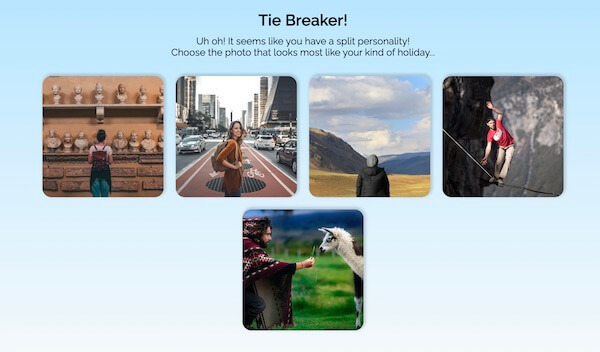 Tie Breaker!
Uh oh! It seems like you have a split personality!
Choose the photo that looks most like your kind of holiday...